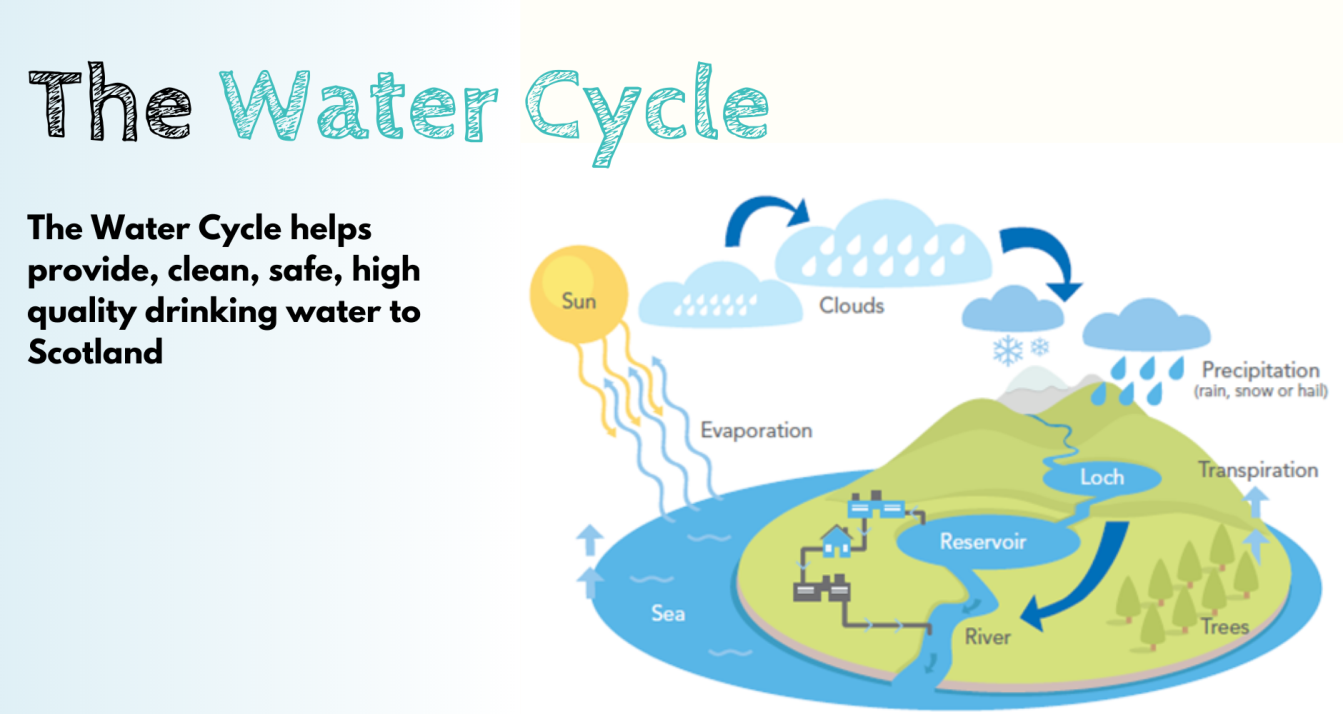 The Water Cycle
The Water Cycle helps
provide, clean, safe, high
quality drinking water to
Scotland
Sun
Clouds
Precipitation
(rain, snow or hail)
Evaporation
Transpiration
Loch
Reservoir
Sea
River
Trees